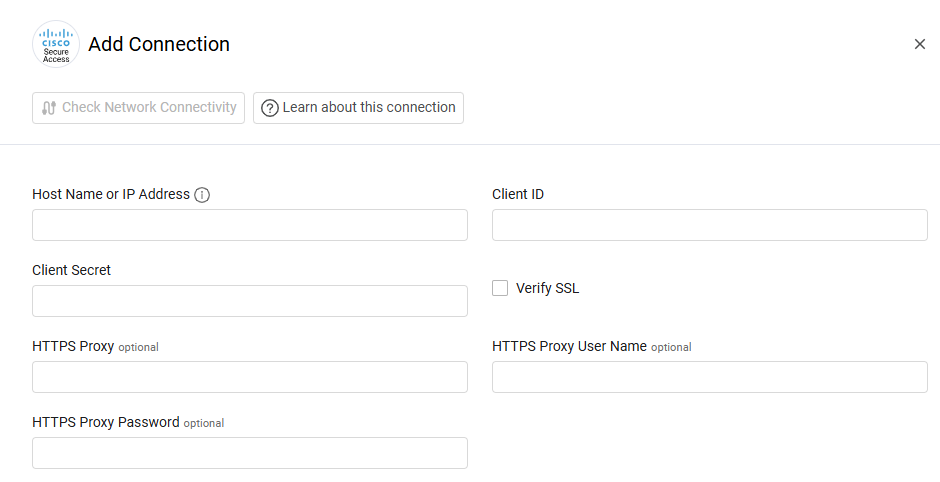 CISCO
Secure
Access
Add Connection
Check Network Connectivity
Learn about this connection
Host Name or IP Address
Client ID
Client Secret
Verify SSL
HTTPS Proxy optional
HTTPS Proxy User Name optional
HTTPS Proxy Password optional